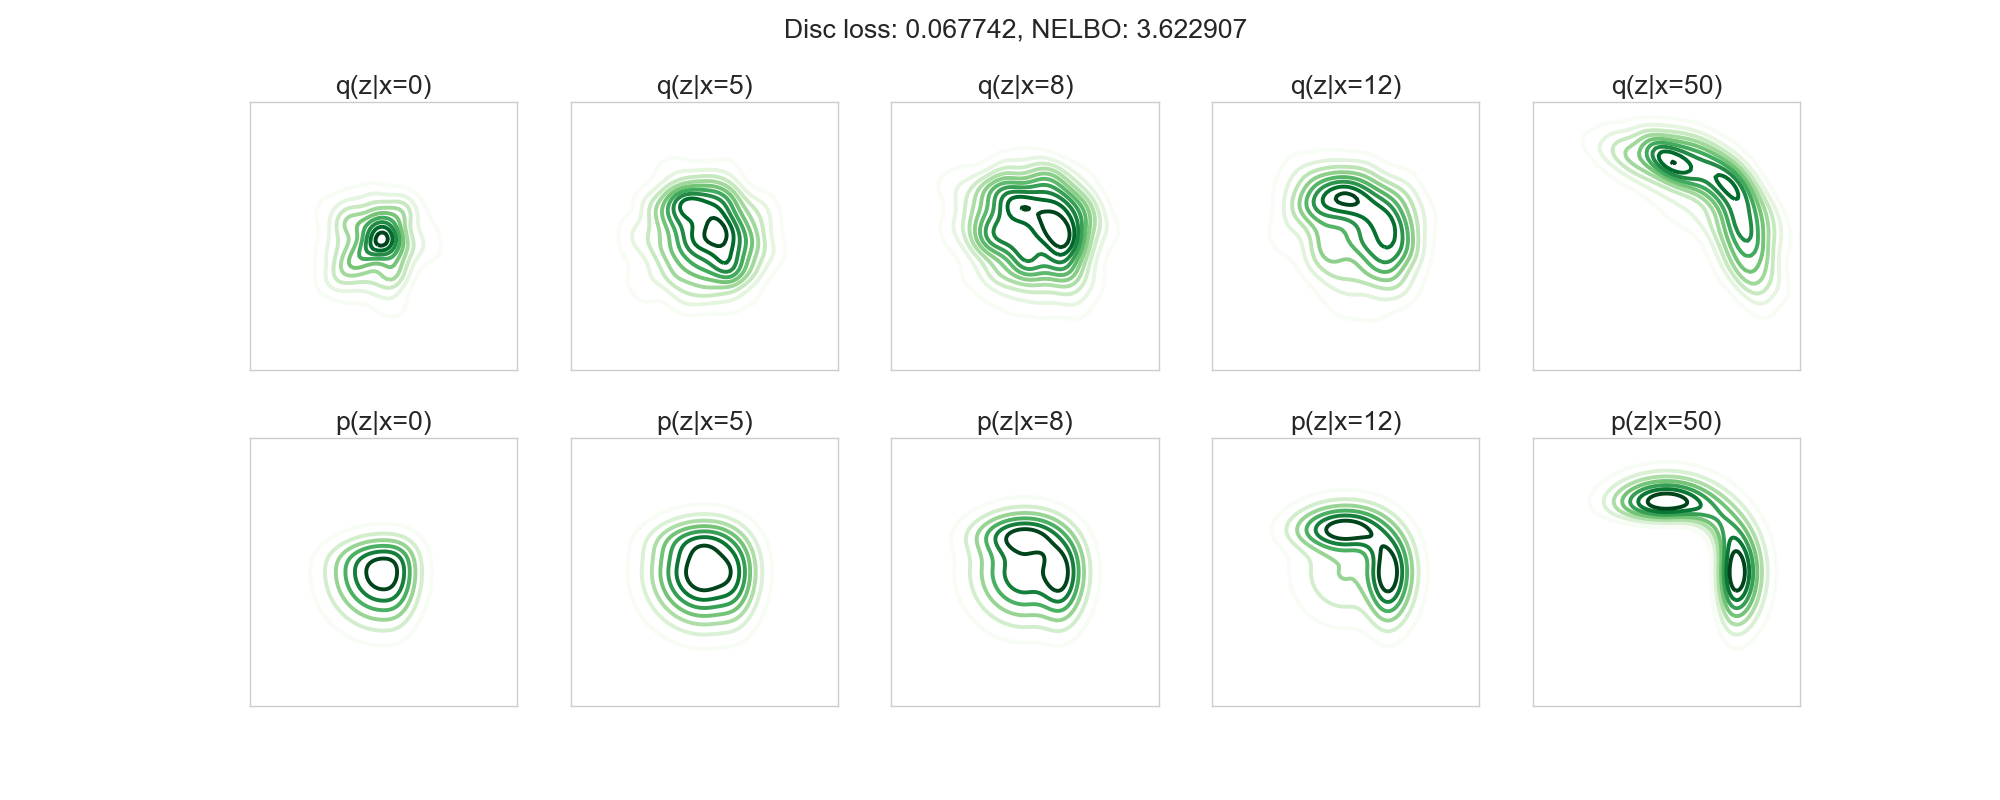 Disc loss: 0.067742, NELBO: 3.622907
q(z|x=0) q(z|x=5) q(z|x=8) q(z|x=12) q(z|x=50)
p(z|x=0) p(z|x=5) p(z|x=8) p(z|x=12) p(z|x=50)